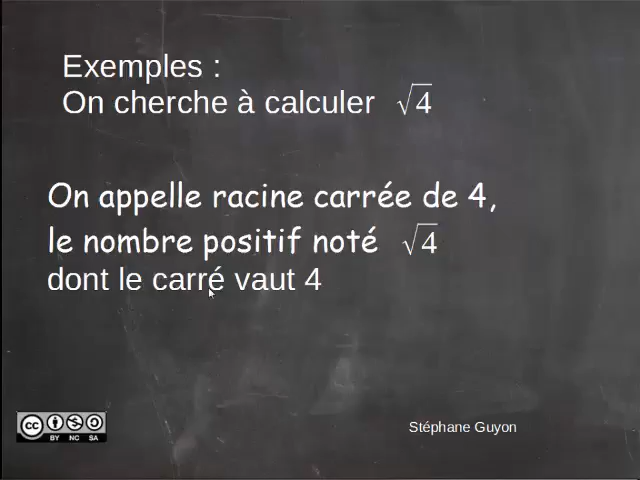 Exemples :
On cherche à calculer √4
On appelle racine carrée de 4,
le nombre positif noté √4
dont le carré vaut 4
Stéphane Guyon
cc BY NC SA